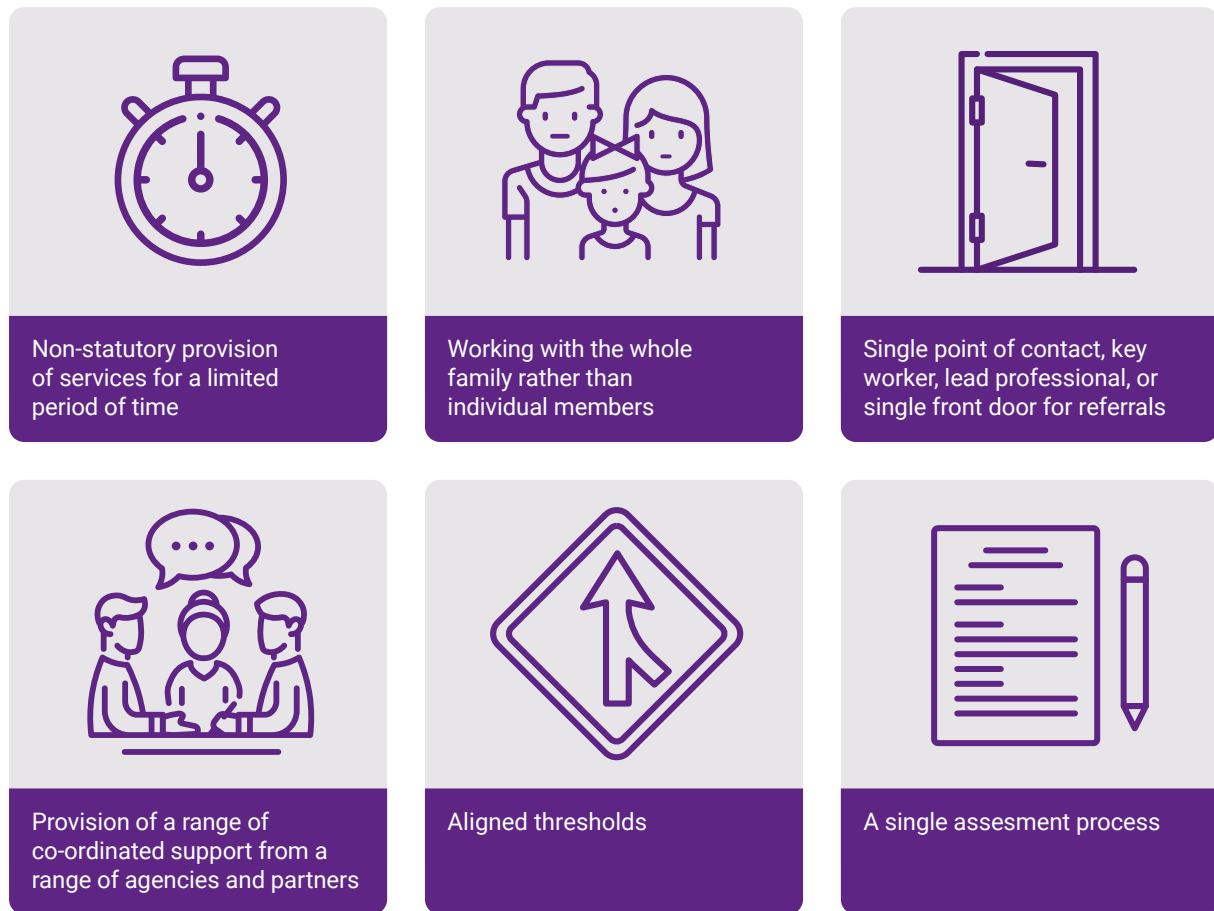 Non-statutory provision
of services for a limited
period of time
Working with the whole
family rather than
individual members
Single point of contact, key
worker, lead professional, or
single front door for referrals
Provision of a range of
co-ordinated support from a
range of agencies and partners
Aligned thresholds
A single assesment process